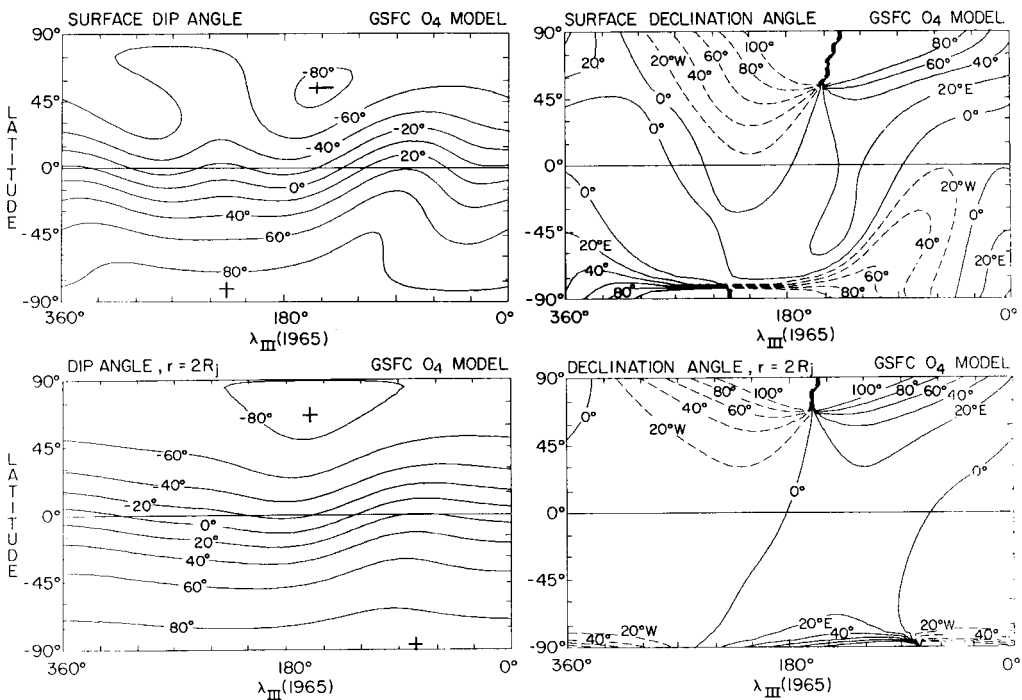 SURFACE DIP ANGLE GSFC O4 MODEL
90°
45°
0°
-45°
-90°
LATITUDE
-80°
-60°
-40°
-20°
20°
0°
40°
60°
80°
360° 180° 0°
λIII(1965)
SURFACE DECLINATION ANGLE GSFC O4 MODEL
90°
45°
0°
-45°
-90°
20°
0°
0°
20°W
40°
60°
80°
100°
80°
60°
40°
20°E
0°
0°
20°E
40°
80°
60°
80°
20°W
40°
0°
20°E
360° 180° 0°
λIII(1965)
DIP ANGLE, r = 2Rj GSFC O4 MODEL
90°
45°
0°
-45°
-90°
LATITUDE
-80°
-60°
-40°
-20°
0°
20°
40°
60°
80°
360° 180° 0°
λIII(1965)
DECLINATION ANGLE, r = 2Rj GSFC O4 MODEL
90°
45°
0°
-45°
-90°
0°
20°W
40°
60°
80°
100°
100°
80°
60°
40°
20°E
0°
0°
40°
20°W
20°E
40°
20°W
40°
360° 180° 0°
λIII(1965)